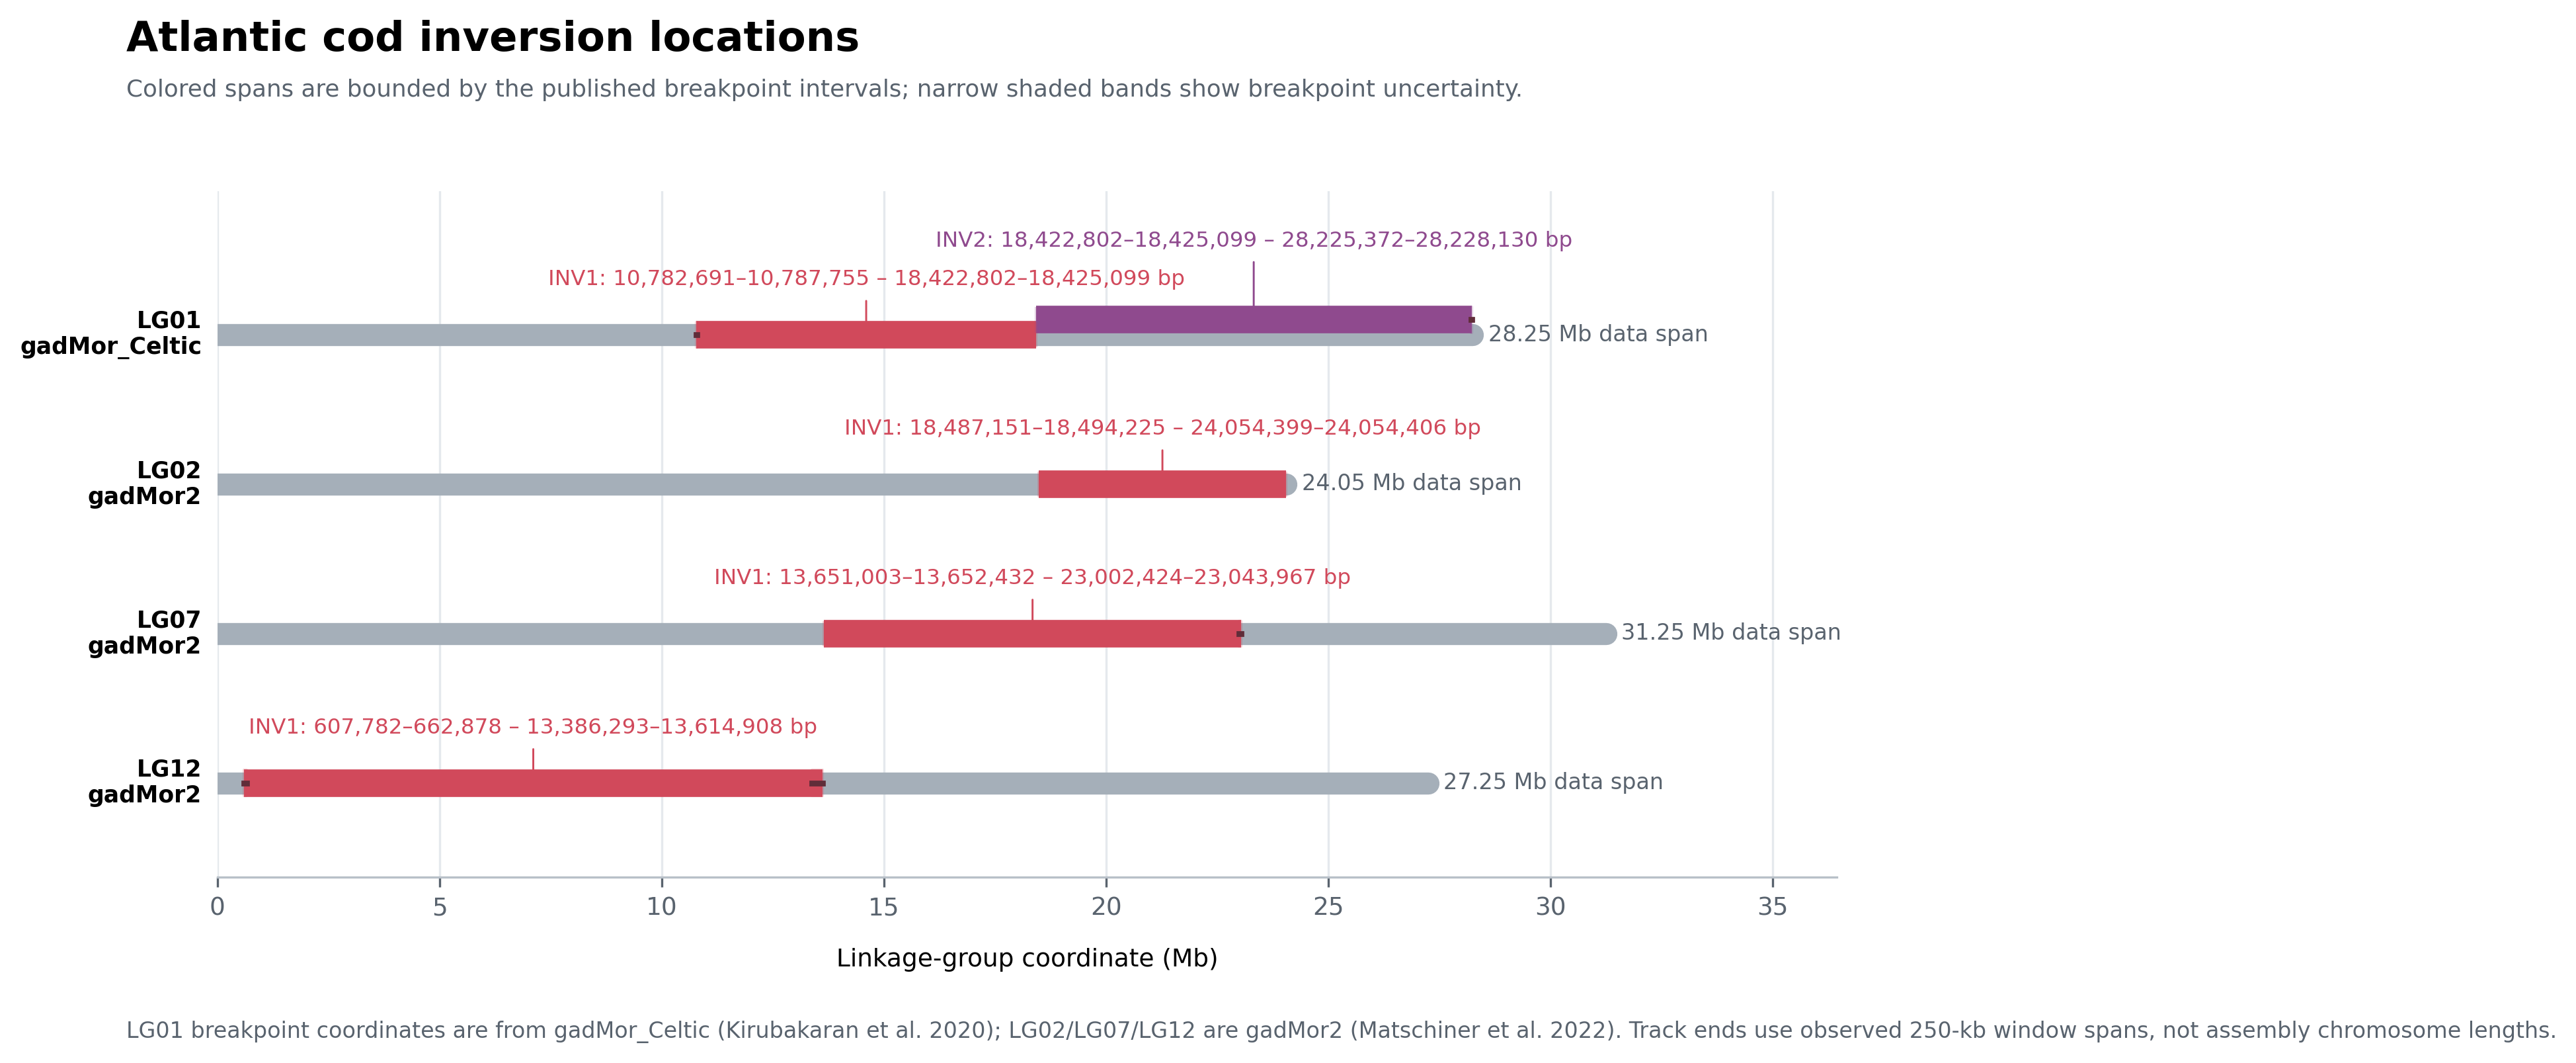 Atlantic cod inversion locations
Colored spans are bounded by the published breakpoint intervals; narrow shaded bands show breakpoint uncertainty.
INV2: 18,422,802–18,425,099 – 28,225,372–28,228,130 bp
INV1: 10,782,691–10,787,755 – 18,422,802–18,425,099 bp
LG01
gadMor_Celtic
28.25 Mb data span
INV1: 18,487,151–18,494,225 – 24,054,399–24,054,406 bp
LG02
gadMor2
24.05 Mb data span
INV1: 13,651,003–13,652,432 – 23,002,424–23,043,967 bp
LG07
gadMor2
31.25 Mb data span
INV1: 607,782–662,878 – 13,386,293–13,614,908 bp
LG12
gadMor2
27.25 Mb data span
0 5 10 15 20 25 30 35
Linkage-group coordinate (Mb)
LG01 breakpoint coordinates are from gadMor_Celtic (Kirubakaran et al. 2020); LG02/LG07/LG12 are gadMor2 (Matschiner et al. 2022). Track ends use observed 250-kb window spans, not assembly chromosome lengths.